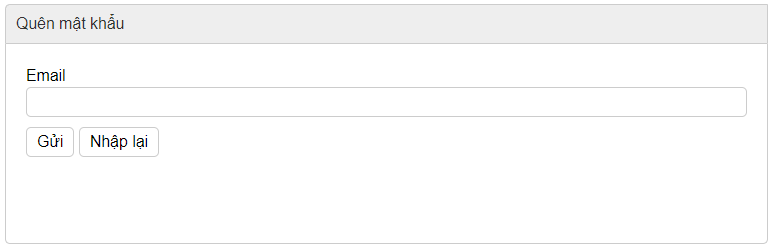 Quên mật khẩu
Email
Gửi Nhập lại